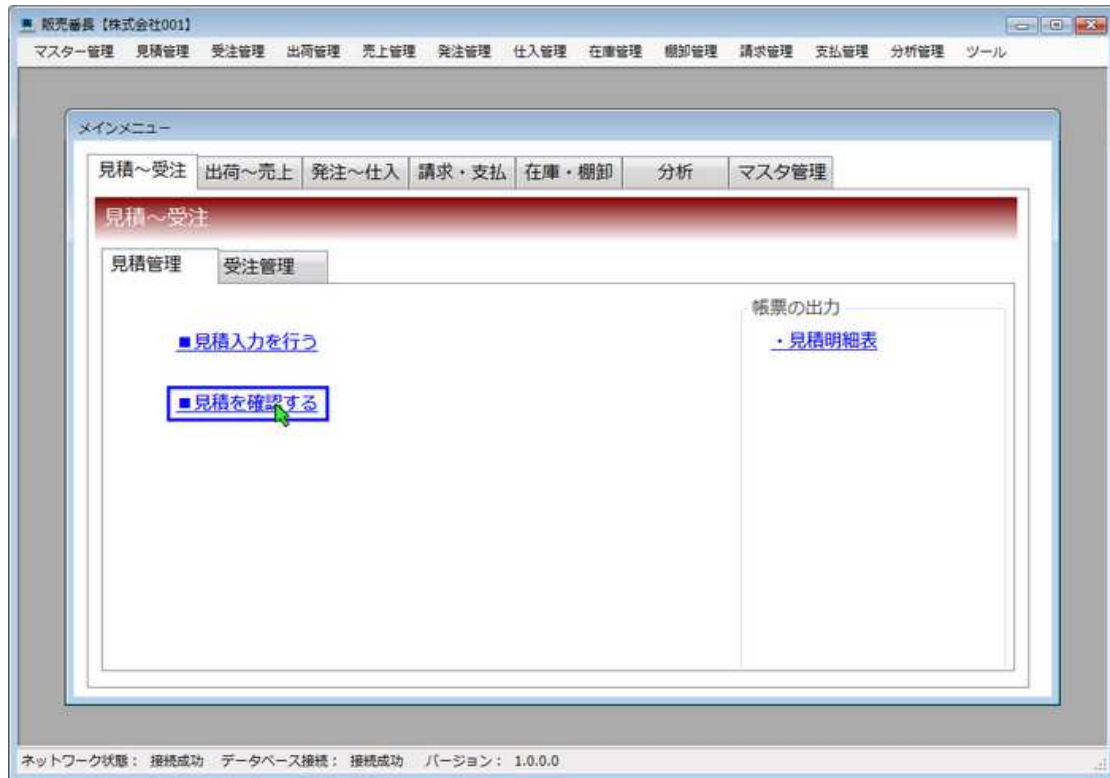 販売番長【株式会社001】
マスター管理 見積管理 受注管理 出荷管理 売上管理 発注管理 仕入管理 在庫管理 棚卸管理 請求管理 支払管理 分析管理 ツール
メインメニュー
見積～受注 出荷～売上 発注～仕入 請求・支払 在庫・棚卸 分析 マスタ管理
見積～受注
見積管理 受注管理
帳票の出力
■見積入力を行う ・見積明細表
■見積を確認する
ネットワーク状態： 接続成功 データベース接続： 接続成功 バージョン： 1.0.0.0